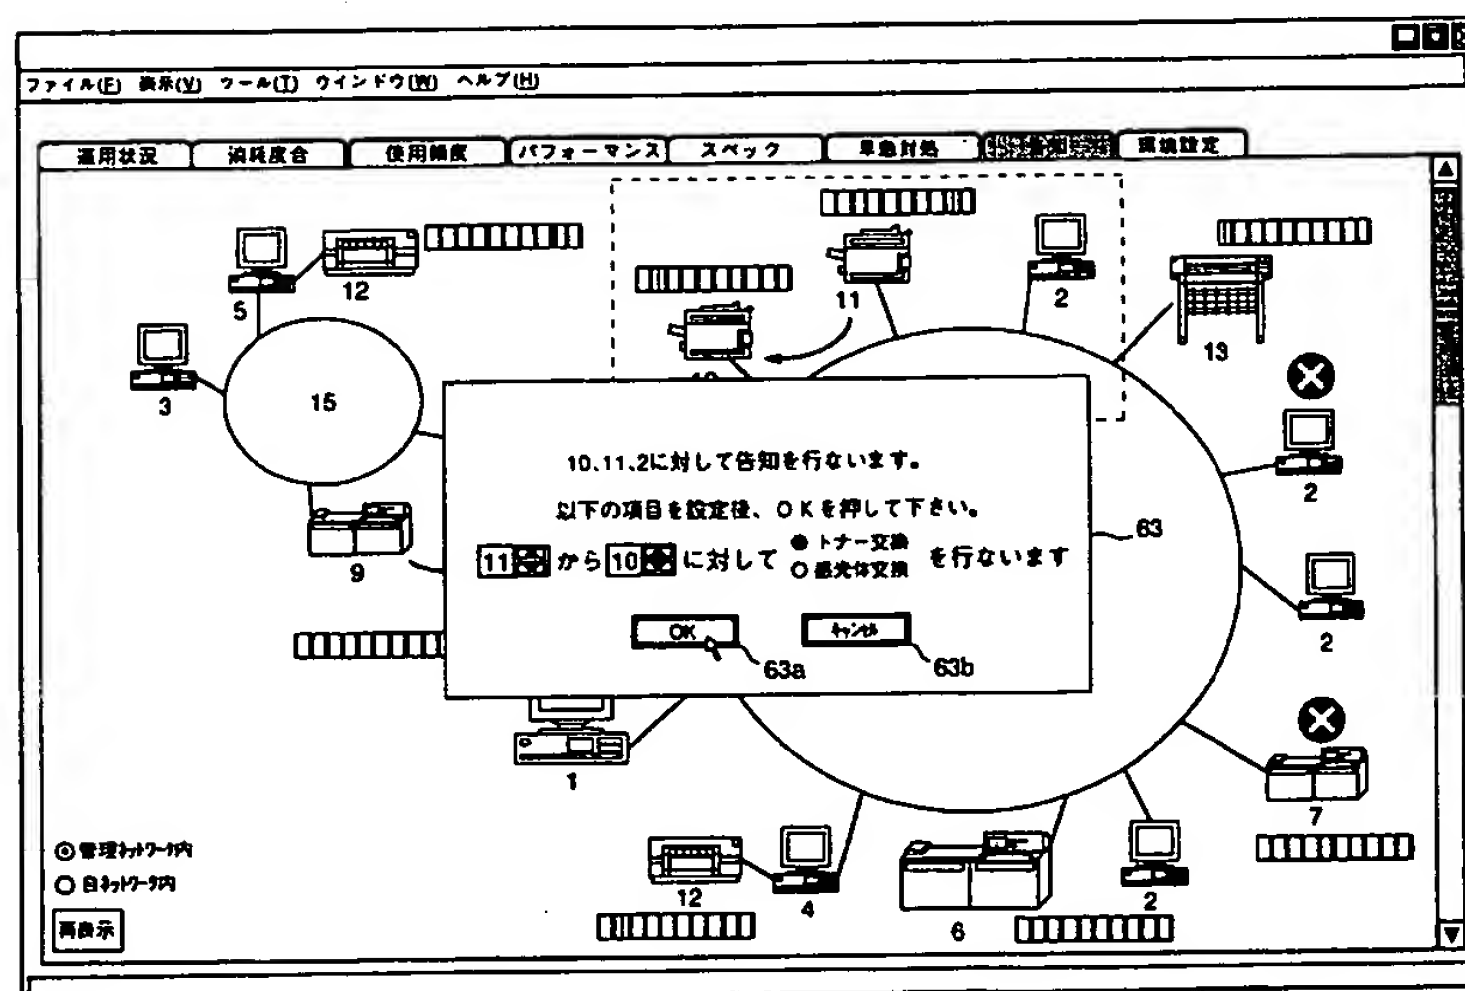 ファイル(F) 表示(V) ツール(T) ウインドウ(W) ヘルプ(H)
運用状況 消耗度合 使用頻度 パフォーマンス スペック 早急対処 告知 環境設定
5
12
11
2
13
3
15
10
2
10.11.2に対して告知を行ないます。
以下の項目を設定後、OKを押して下さい。
11から10に対して
トナー交換
感光体交換
を行ないます
63
9
2
OK
キャンセル
63a
63b
1
7
管理ネットワーク内
自ネットワーク内
再表示
12
4
6
2